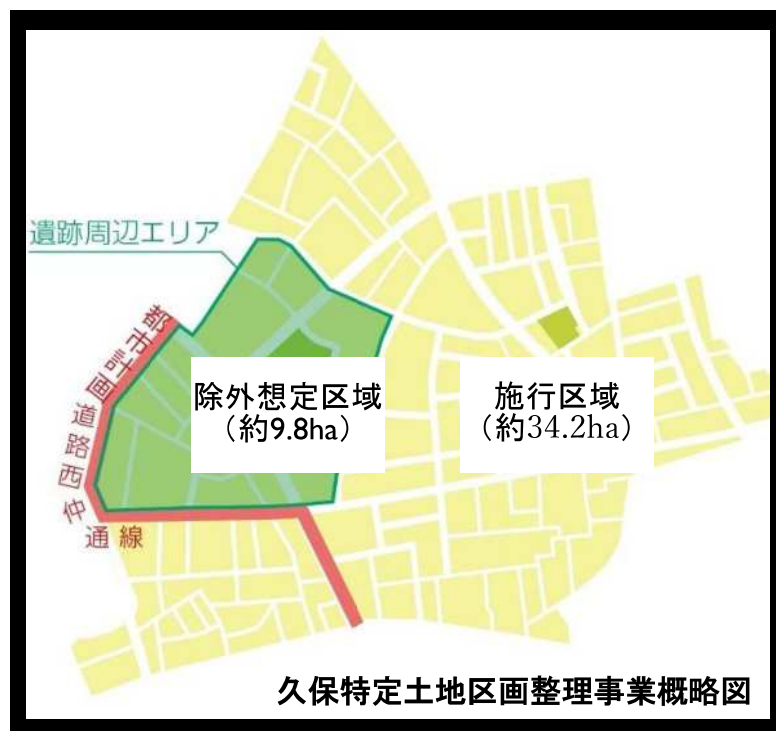 遺跡周辺エリア
都市計画道路西仲通線
除外想定区域
（約9.8ha）
施行区域
（約34.2ha）
久保特定土地区画整理事業概略図